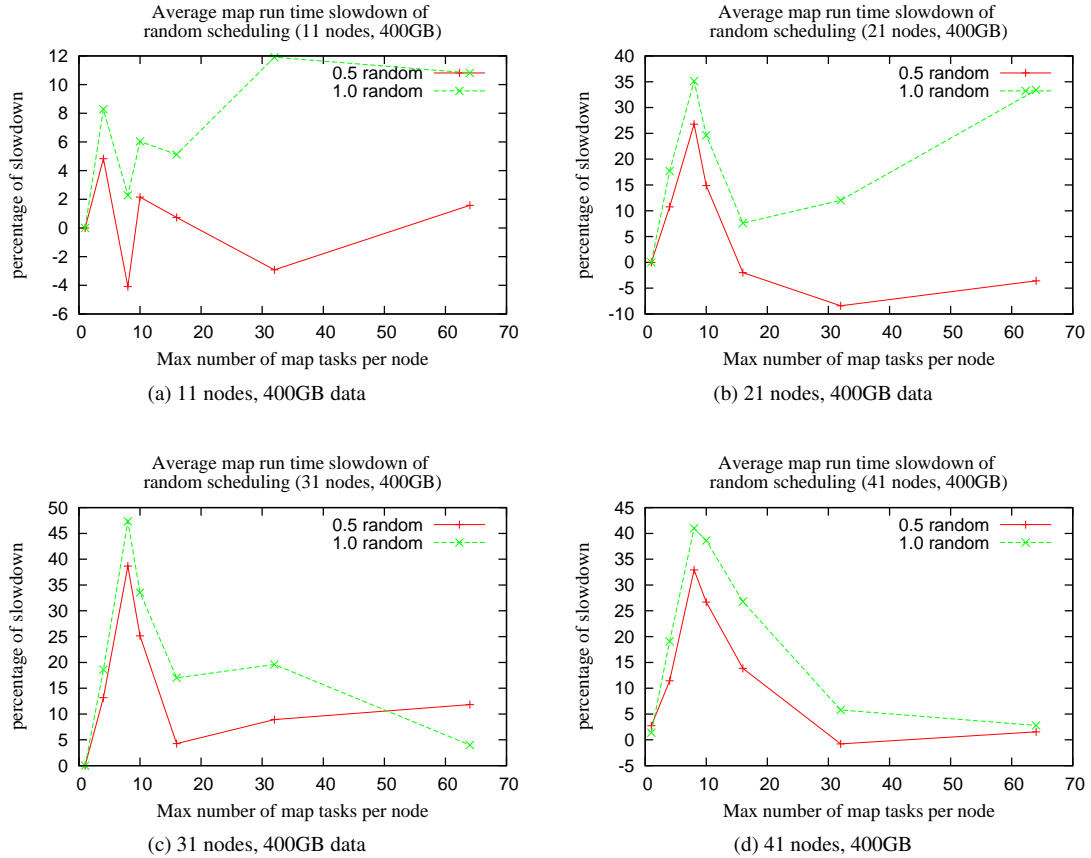 Average map run time slowdown of
random scheduling (11 nodes, 400GB)
percentage of slowdown
12
10
8
6
4
2
0
-2
-4
-6
0.5 random
1.0 random
0 10 20 30 40 50 60 70
Max number of map tasks per node
(a) 11 nodes, 400GB data
Average map run time slowdown of
random scheduling (21 nodes, 400GB)
percentage of slowdown
40
35
30
25
20
15
10
5
0
-5
-10
0.5 random
1.0 random
0 10 20 30 40 50 60 70
Max number of map tasks per node
(b) 21 nodes, 400GB data
Average map run time slowdown of
random scheduling (31 nodes, 400GB)
percentage of slowdown
50
45
40
35
30
25
20
15
10
5
0
0.5 random
1.0 random
0 10 20 30 40 50 60 70
Max number of map tasks per node
(c) 31 nodes, 400GB data
Average map run time slowdown of
random scheduling (41 nodes, 400GB)
percentage of slowdown
45
40
35
30
25
20
15
10
5
0
-5
0.5 random
1.0 random
0 10 20 30 40 50 60 70
Max number of map tasks per node
(d) 41 nodes, 400GB